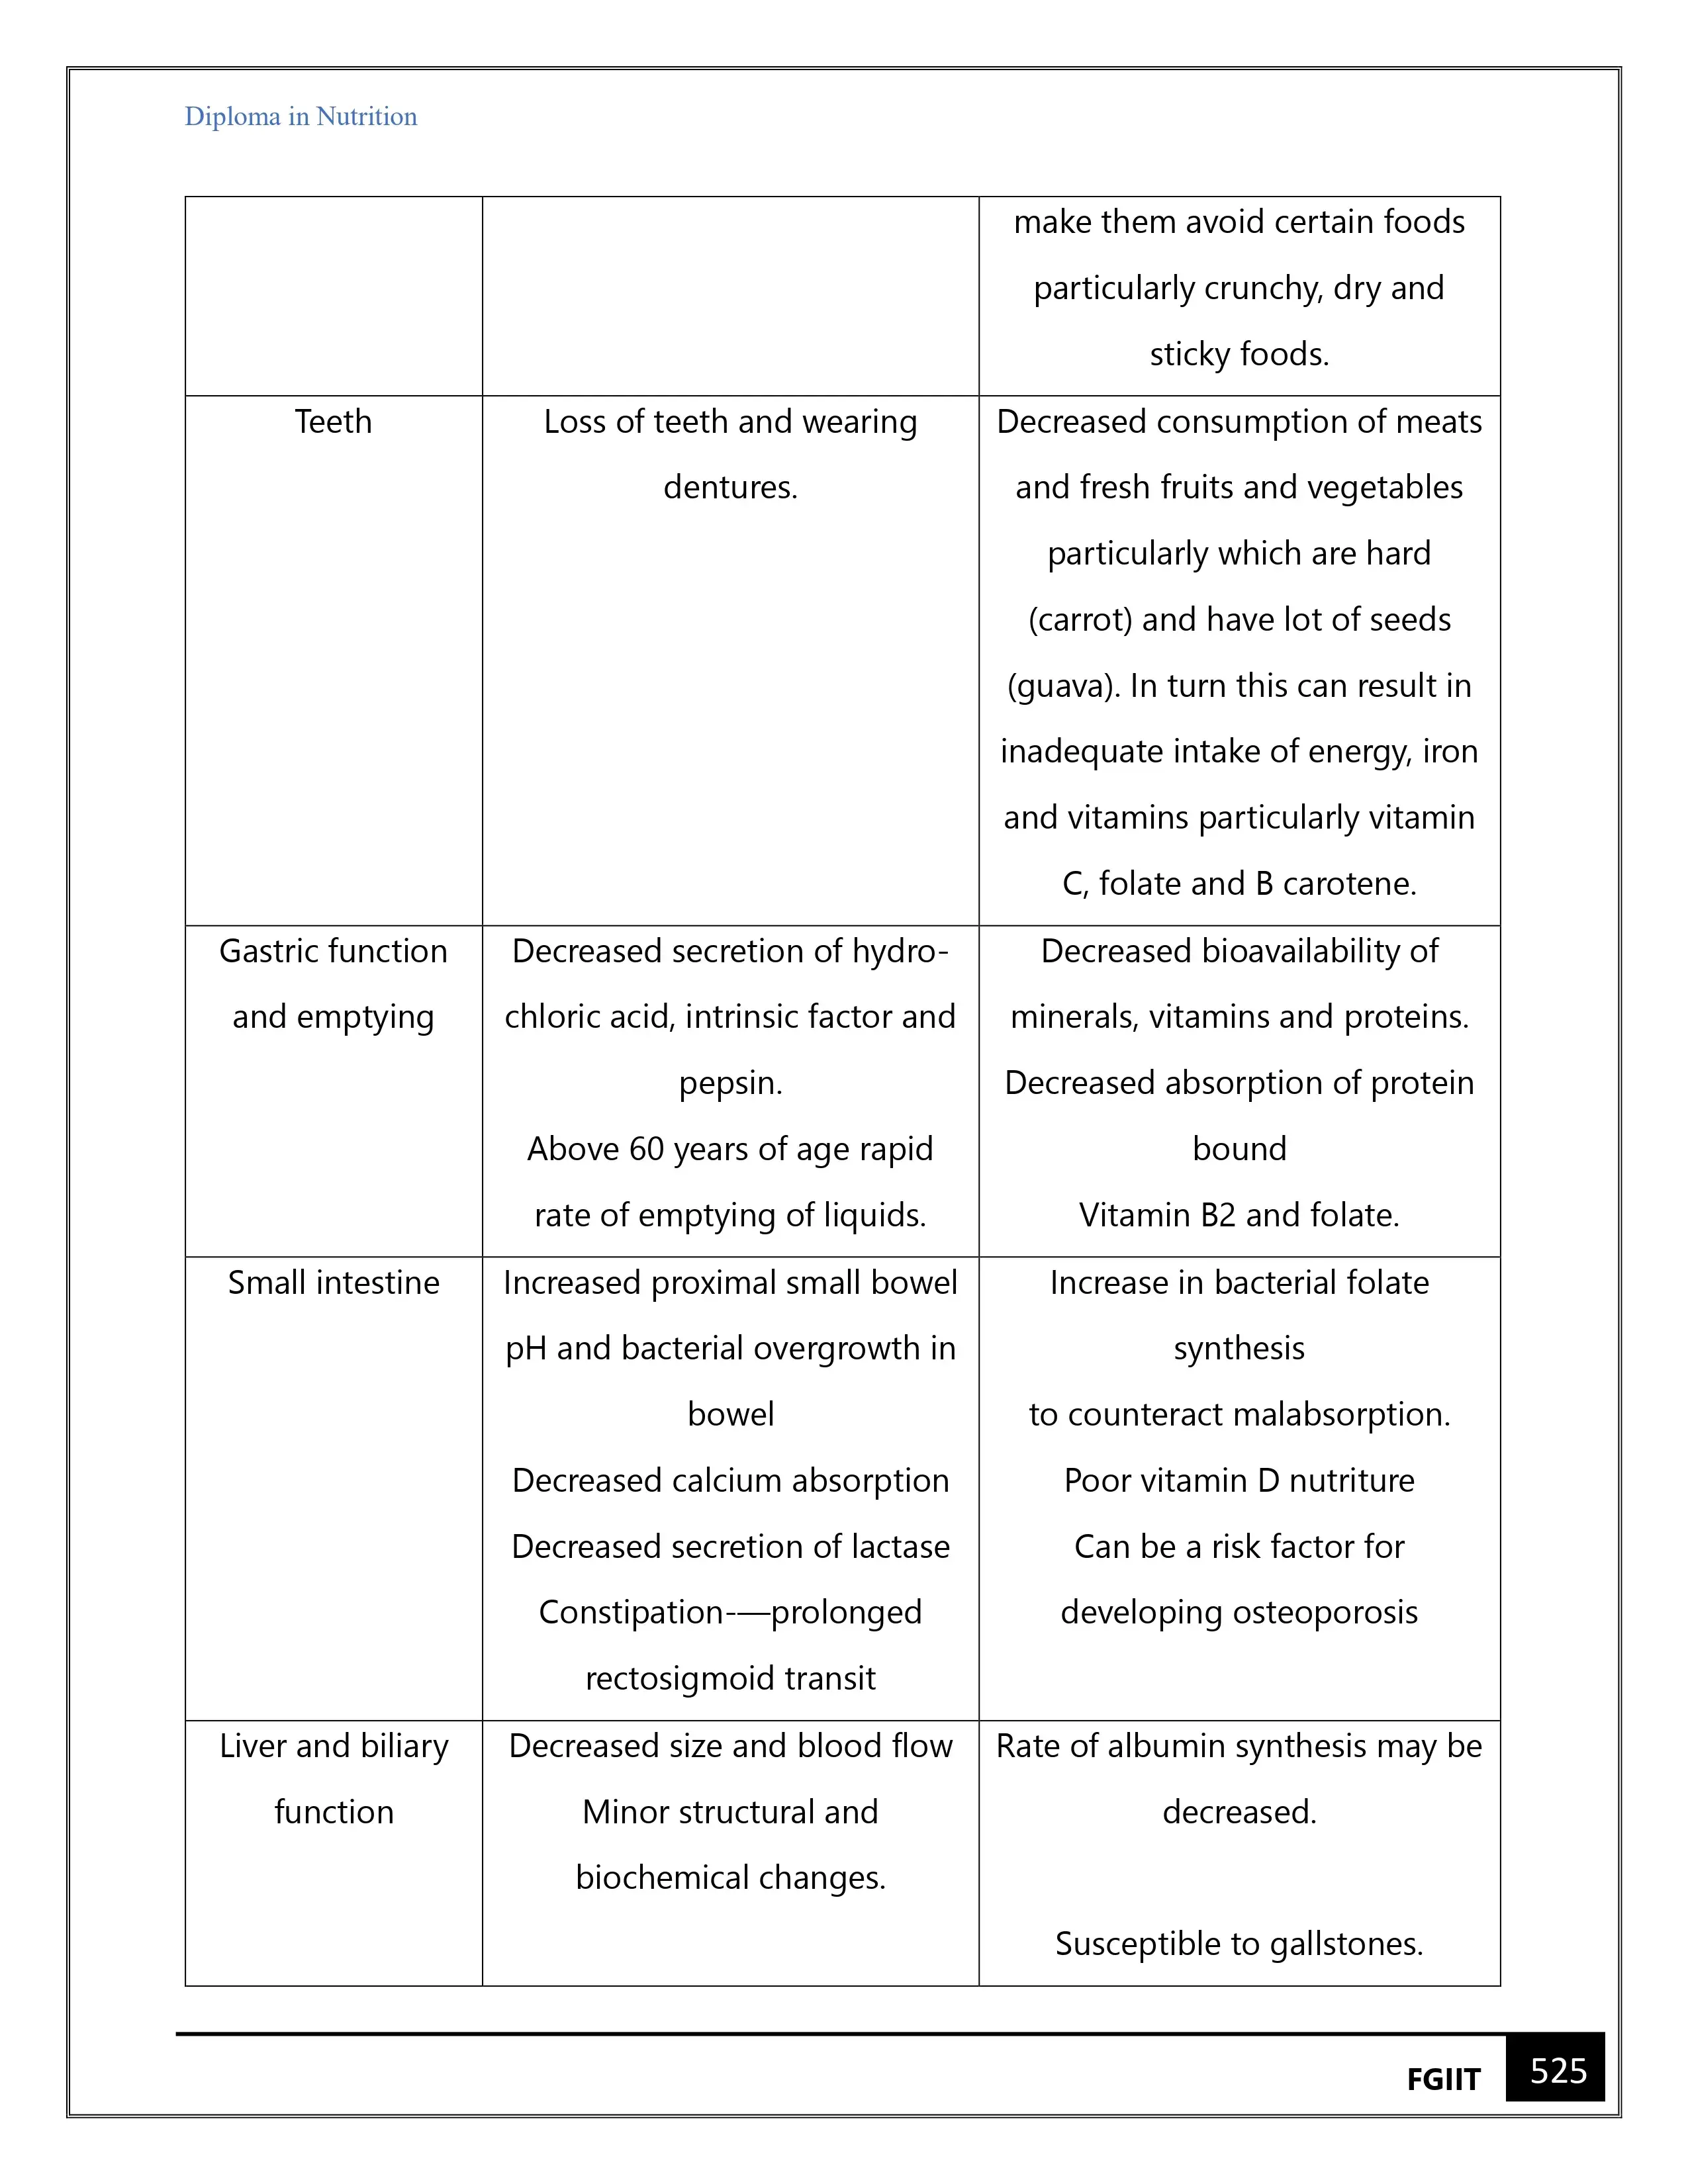 Diploma in Nutrition
make them avoid certain foods
particularly crunchy, dry and
sticky foods.
Teeth
Loss of teeth and wearing
dentures.
Decreased consumption of meats
and fresh fruits and vegetables
particularly which are hard
(carrot) and have lot of seeds
(guava). In turn this can result in
inadequate intake of energy, iron
and vitamins particularly vitamin
C, folate and B carotene.
Gastric function
and emptying
Decreased secretion of hydro-
chloric acid, intrinsic factor and
pepsin.
Above 60 years of age rapid
rate of emptying of liquids.
Decreased bioavailability of
minerals, vitamins and proteins.
Decreased absorption of protein
bound
Vitamin B2 and folate.
Small intestine
Increased proximal small bowel
pH and bacterial overgrowth in
bowel
Decreased calcium absorption
Decreased secretion of lactase
Constipation-—prolonged
rectosigmoid transit
Increase in bacterial folate
synthesis
to counteract malabsorption.
Poor vitamin D nutriture
Can be a risk factor for
developing osteoporosis
Liver and biliary
function
Decreased size and blood flow
Minor structural and
biochemical changes.
Rate of albumin synthesis may be
decreased.
Susceptible to gallstones.
FGIIT
525